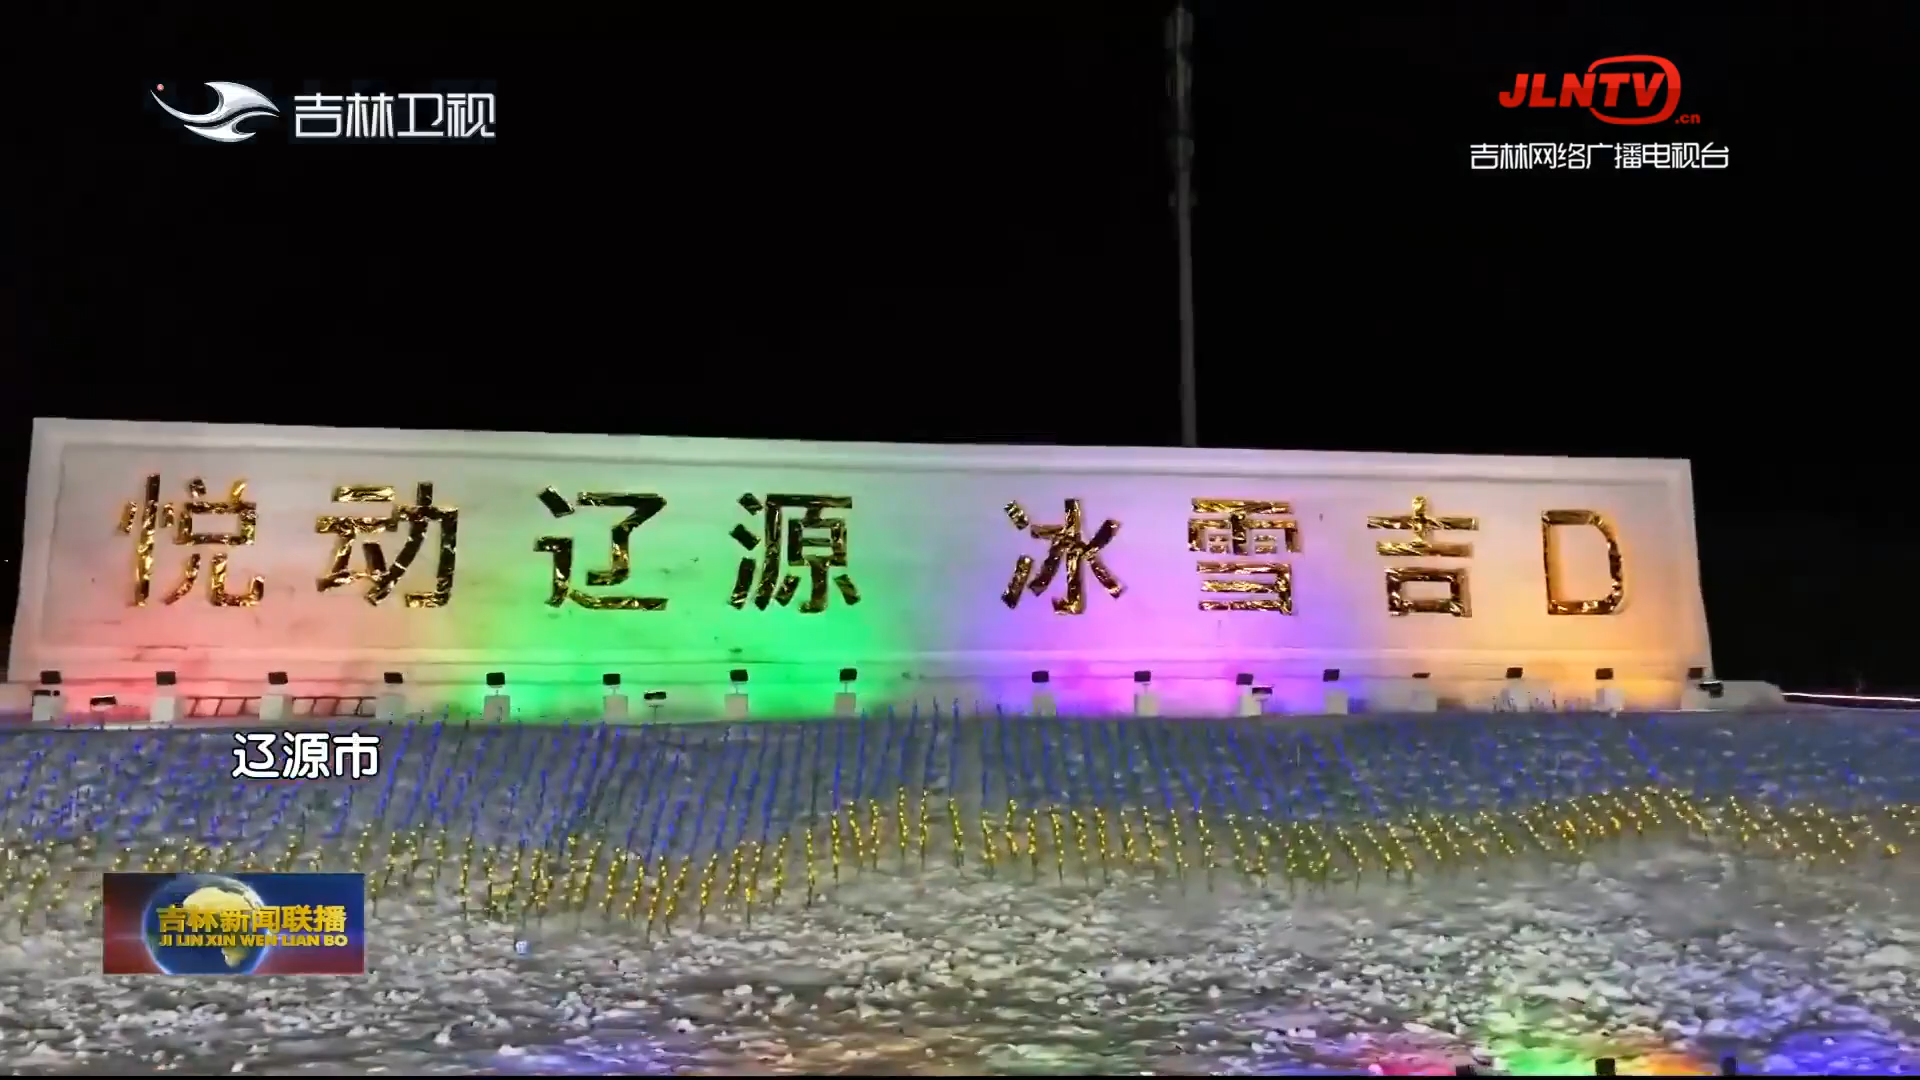 吉林卫视
JLNTV.cn
吉林网络广播电视台
悦动辽源 冰雪吉D
辽源市
吉林新闻联播
JI LIN XIN WEN LIAN BO